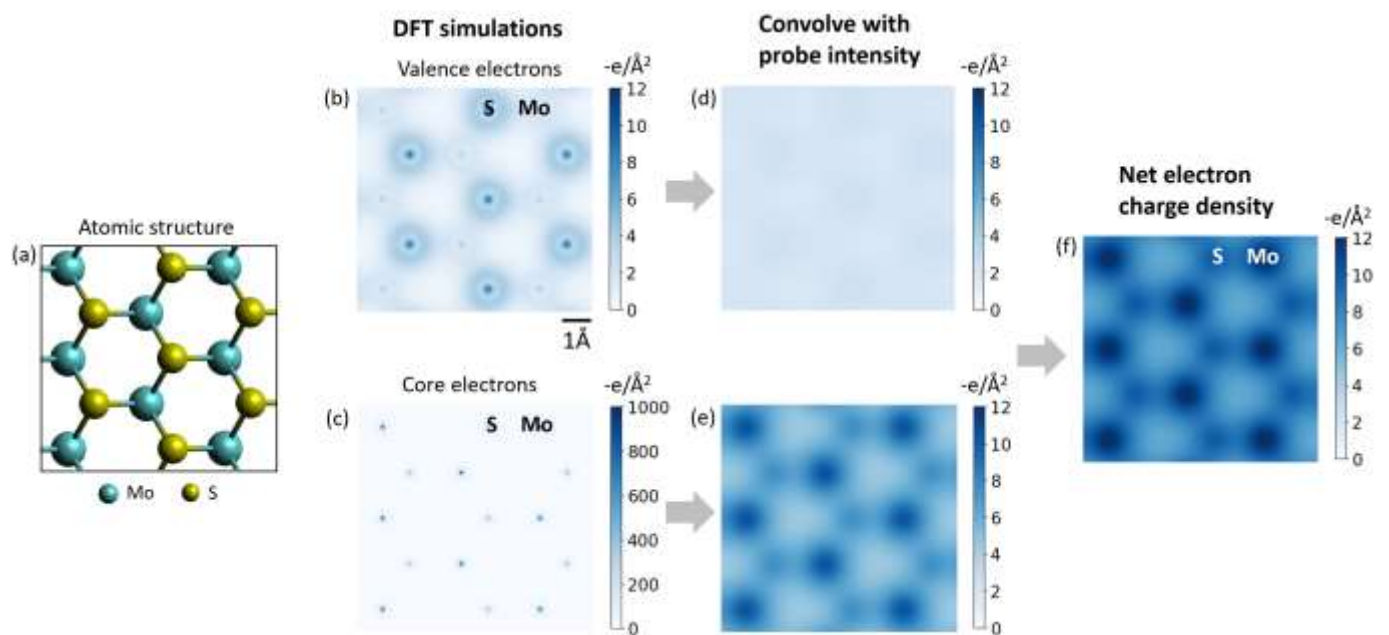 DFT simulations
Convolve with
probe intensity
Valence electrons
-e/Å²
-e/Å²
(b)
S Mo
12
10
8
6
4
2
0
(d)
12
10
8
6
4
2
0
1Å
Net electron
charge density
-e/Å²
Atomic structure
(a)
Mo
S
(f)
S Mo
12
10
8
6
4
2
0
Core electrons
-e/Å²
-e/Å²
(c)
S Mo
1000
800
600
400
200
0
(e)
12
10
8
6
4
2
0